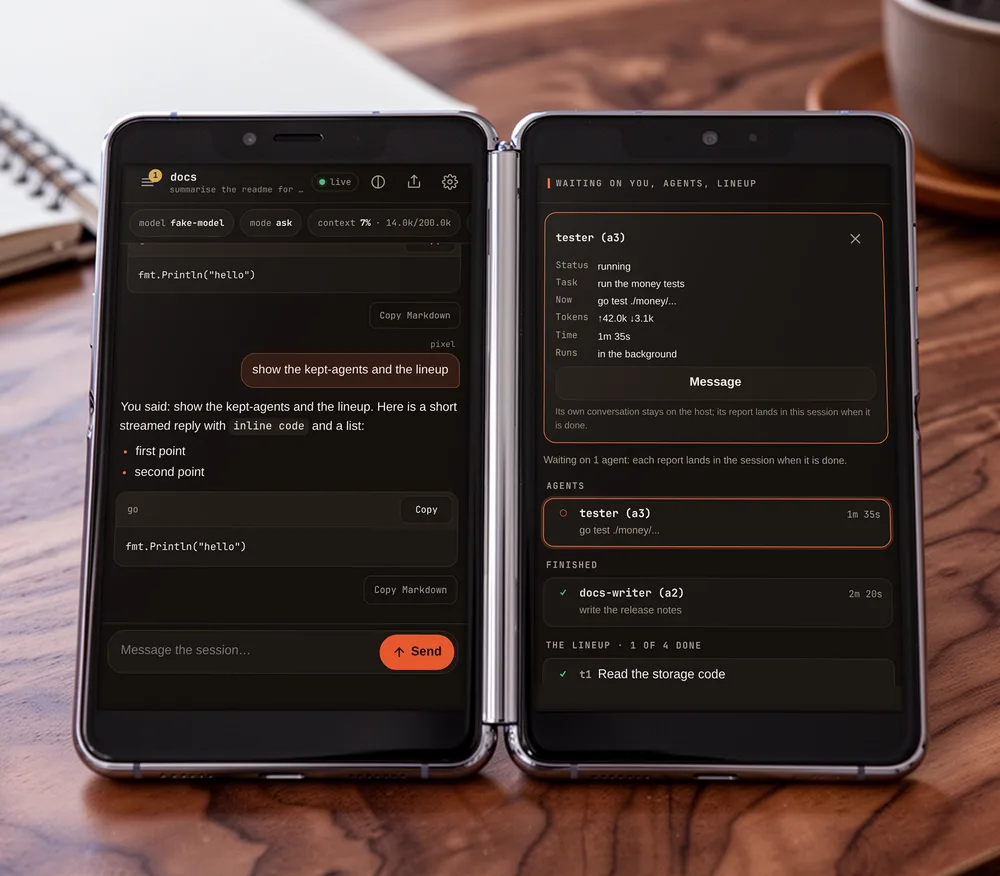 1
docs
summarise the readme for …
live
model fake-model
mode ask
context 7% · 14.0k/200.0k
fmt.Println("hello")
Copy Markdown
pixel
show the kept-agents and the lineup
You said: show the kept-agents and the lineup. Here is a short
streamed reply with inline code and a list:
• first point
• second point
go
Copy
fmt.Println("hello")
Copy Markdown
Message the session…
↑ Send
WAITING ON YOU, AGENTS, LINEUP
tester (a3)
Status running
Task run the money tests
Now go test ./money/...
Tokens ↑42.0k ↓3.1k
Time 1m 35s
Runs in the background
Message
Its own conversation stays on the host; its report lands in this session when it
is done.
Waiting on 1 agent: each report lands in the session when it is done.
AGENTS
tester (a3) 1m 35s
go test ./money/...
FINISHED
✓ docs-writer (a2) 2m 20s
write the release notes
THE LINEUP · 1 OF 4 DONE
✓ t1 Read the storage code